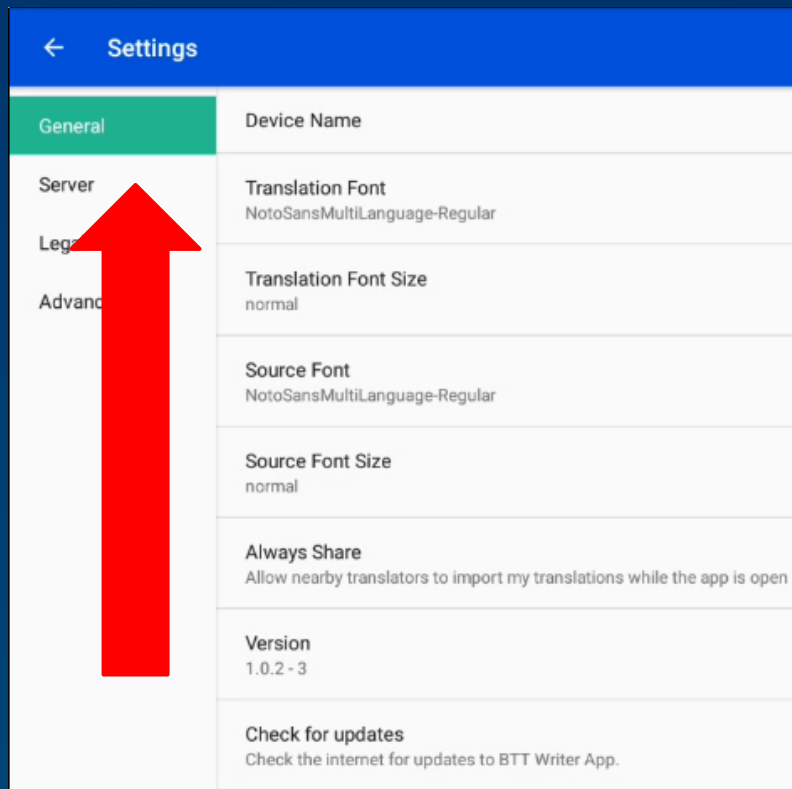 Settings
General
Server
Advanc
Device Name
Translation Font
NotoSansMultiLanguage-Regular
Translation Font Size
normal
Source Font
NotoSansMultiLanguage-Regular
Source Font Size
normal
Always Share
Allow nearby translators to import my translations while the app is open
Version
1.0.2 - 3
Check for updates
Check the internet for updates to BTT Writer App.